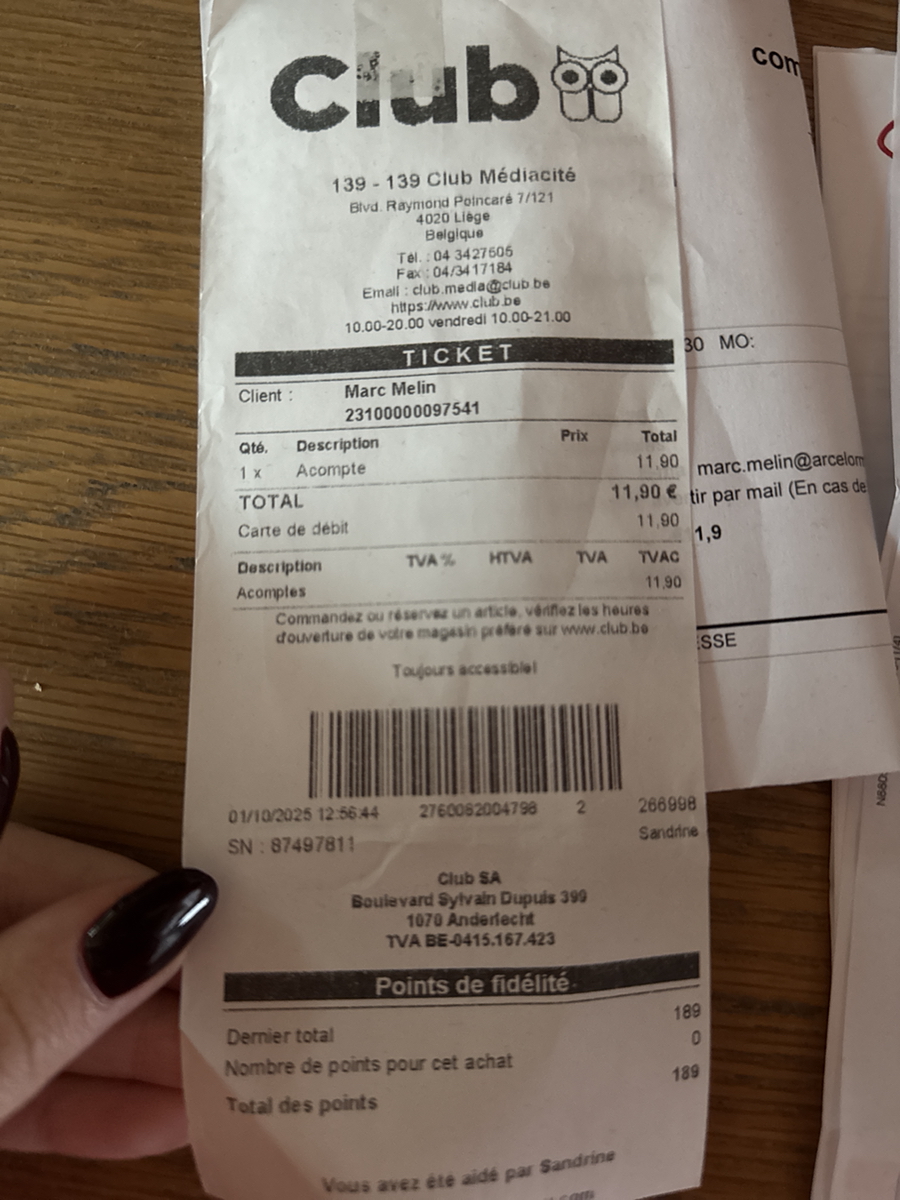 Club
139 - 139 Club Médiacité
Blvd. Raymond Poincaré 7/121
4020 Liège
Belgique
Tél. : 04 3427605
Fax : 04/3417184
Email : club.media@club be
https://www.club.be
10.00-20.00 vendredi 10.00-21.00
TICKET
Client : Marc Melin
23100000097541
Qté. Description Prix Total
1 x Acompte 11,90
TOTAL 11,90 €
Carte de débit 11,90
Description TVA % HTVA TVA TVAC
Acomptes 11,90
Commandez ou réservez un article, vérifiez les heures
d'ouverture de votre magasin préféré sur www.club.be
Toujours accessible!
01/10/2025 12:56:44 2760082004798 2 266998
SN : 87497811 Sandrine
Club SA
Boulevard Sylvain Dupuis 399
1070 Anderlecht
TVA BE-0415.167.423
Points de fidélité
Dernier total 189
Nombre de points pour cet achat 0
Total des points 189
Vous avez été aidé par Sandrine
com
30 MO:
marc.melin@arcelorm
tir par mail (En cas de
1,9
SSE